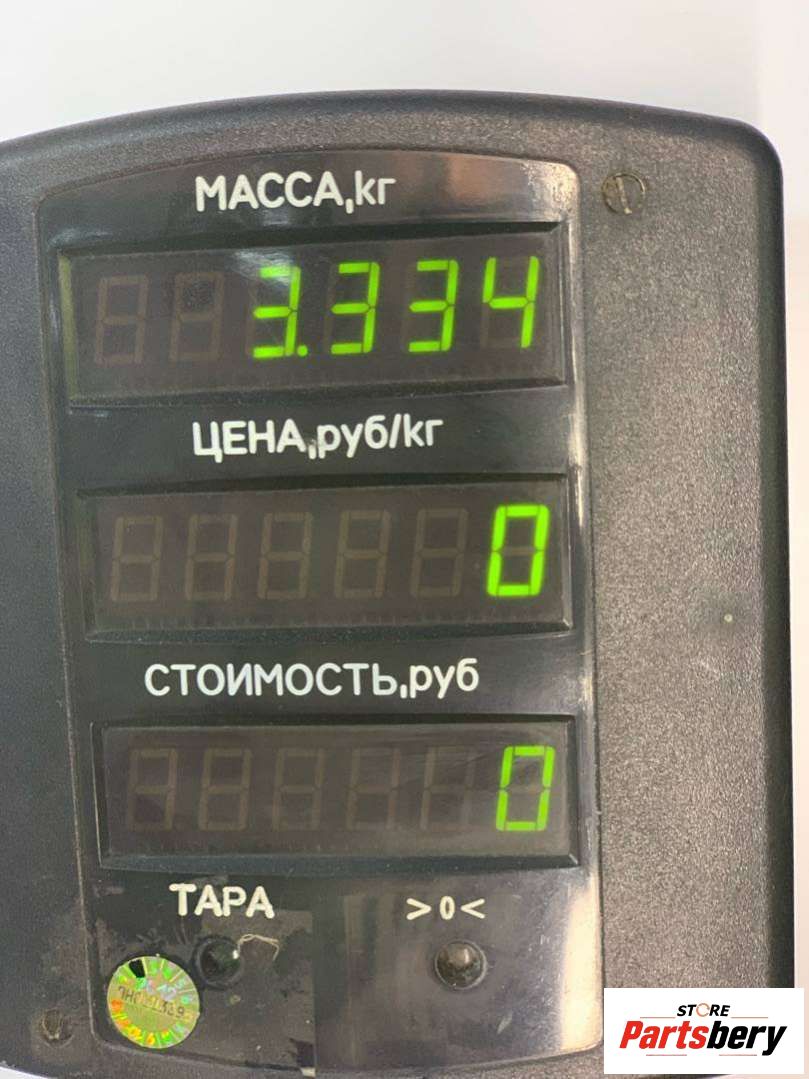 МАССА,кг
3.334
ЦЕНА,руб/кг
0
СТОИМОСТЬ,руб
0
ТАРА >0<
STORE
Partsbery